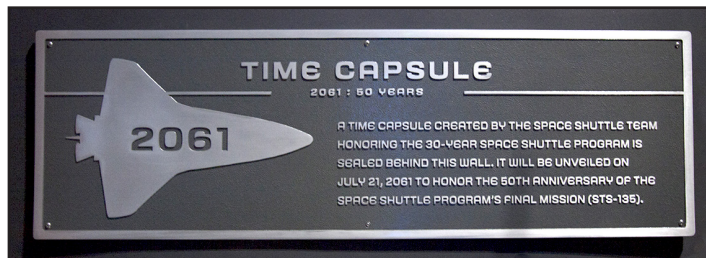 TIME CAPSULE
2061 : 50 YEARS
2061
A TIME CAPSULE CREATED BY THE SPACE SHUTTLE TEAM
HONORING THE 30-YEAR SPACE SHUTTLE PROGRAM IS
SEALED BEHIND THIS WALL. IT WILL BE UNVEILED ON
JULY 21, 2061 TO HONOR THE 50TH ANNIVERSARY OF THE
SPACE SHUTTLE PROGRAM'S FINAL MISSION (STS-135).